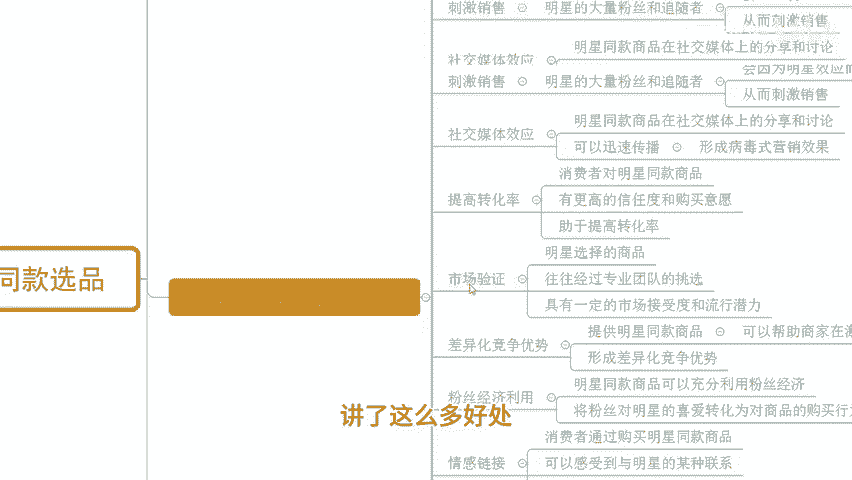 刺激销售 明星的大量粉丝和追随者
从而刺激销售
社交媒体效应
明星同款商品在社交媒体上的分享和讨论
会因为明星效应而
刺激销售 明星的大量粉丝和追随者
从而刺激销售
社交媒体效应
明星同款商品在社交媒体上的分享和讨论
可以迅速传播 形成病毒式营销效果
提高转化率
消费者对明星同款商品
有更高的信任度和购买意愿
助于提高转化率
市场验证
明星选择的商品
往往经过专业团队的挑选
具有一定的市场接受度和流行潜力
同款选品
差异化竞争优势
提供明星同款商品 可以帮助商家在激
形成差异化竞争优势
粉丝经济利用
明星同款商品可以充分利用粉丝经济
将粉丝对明星的喜爱转化为对商品的购买行为
讲了这么多好处
情感链接
消费者通过购买明星同款商品
可以感受到与明星的某种联系